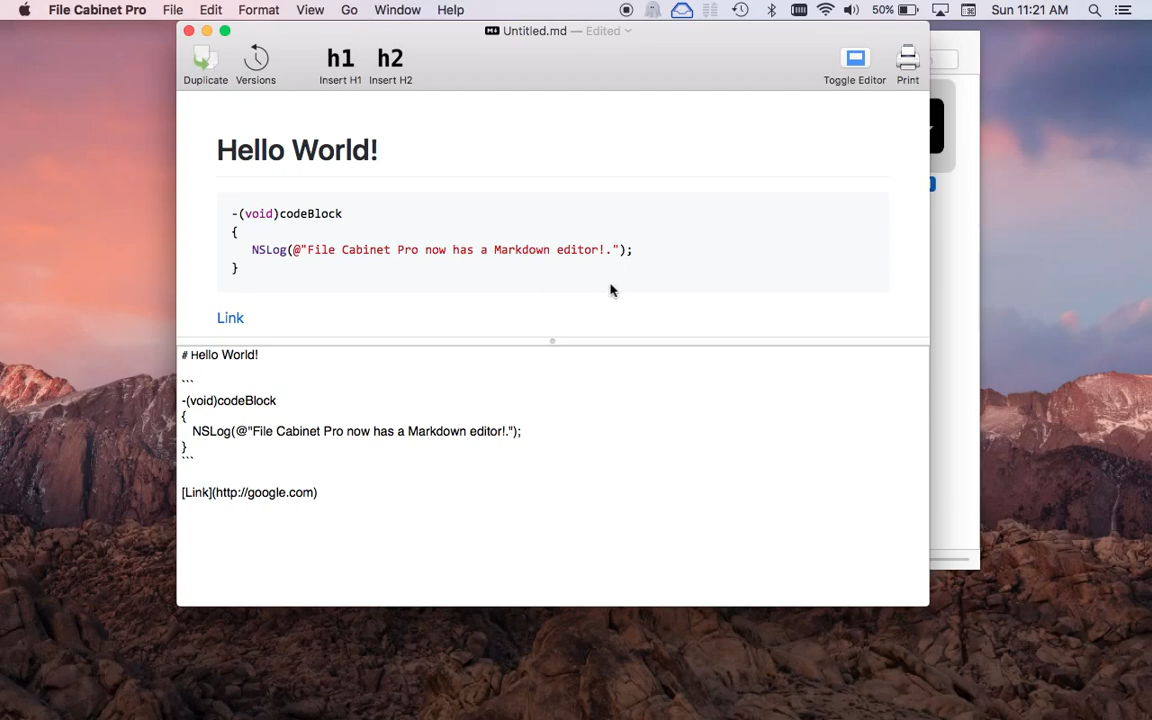 File Cabinet Pro File Edit Format View Go Window Help 50% Sun 11:21 AM
Untitled.md — Edited
h1 h2
Duplicate Versions Insert H1 Insert H2 Toggle Editor Print
Hello World!
-(void)codeBlock
{
NSLog(@"File Cabinet Pro now has a Markdown editor!.");
}
Link
# Hello World!
```
-(void)codeBlock
{
NSLog(@"File Cabinet Pro now has a Markdown editor!.");
}
```
[Link](http://google.com)